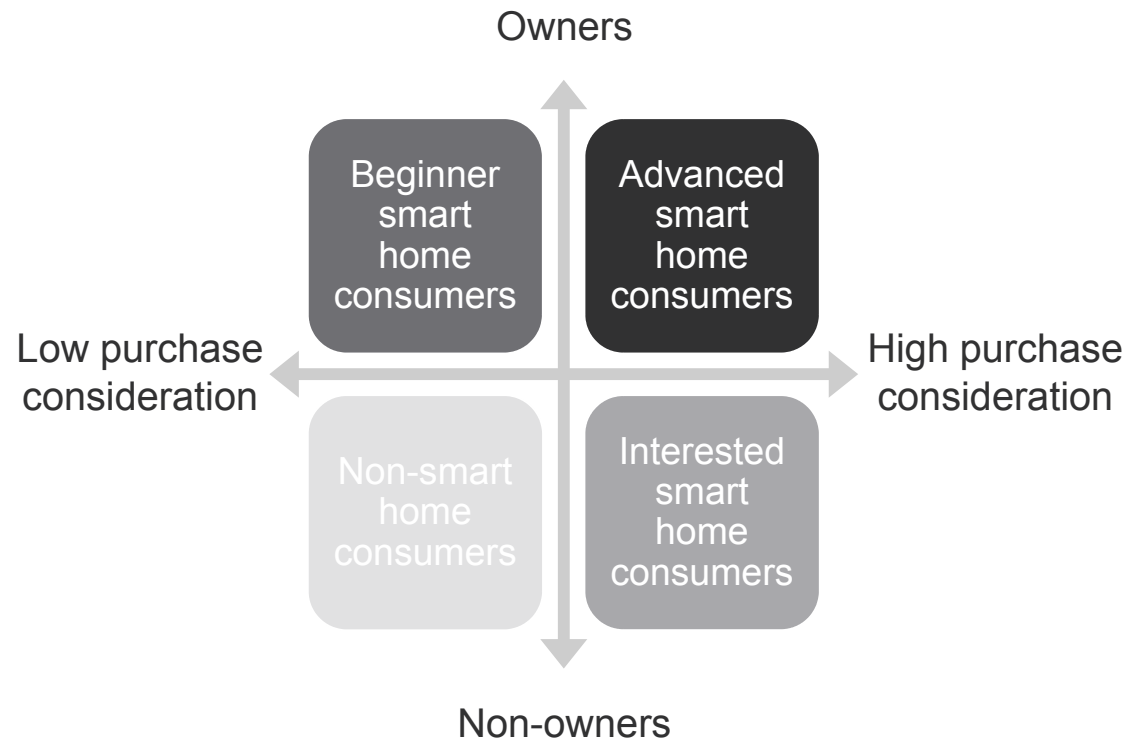 Owners
Beginner
smart
home
consumers
Advanced
smart
home
consumers
Low purchase
consideration
High purchase
consideration
Non-smart
home
consumers
Interested
smart
home
consumers
Non-owners